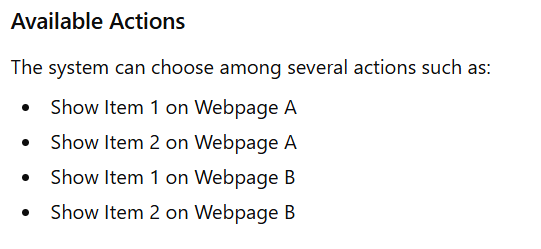 Available Actions
The system can choose among several actions such as:
• Show Item 1 on Webpage A
• Show Item 2 on Webpage A
• Show Item 1 on Webpage B
• Show Item 2 on Webpage B